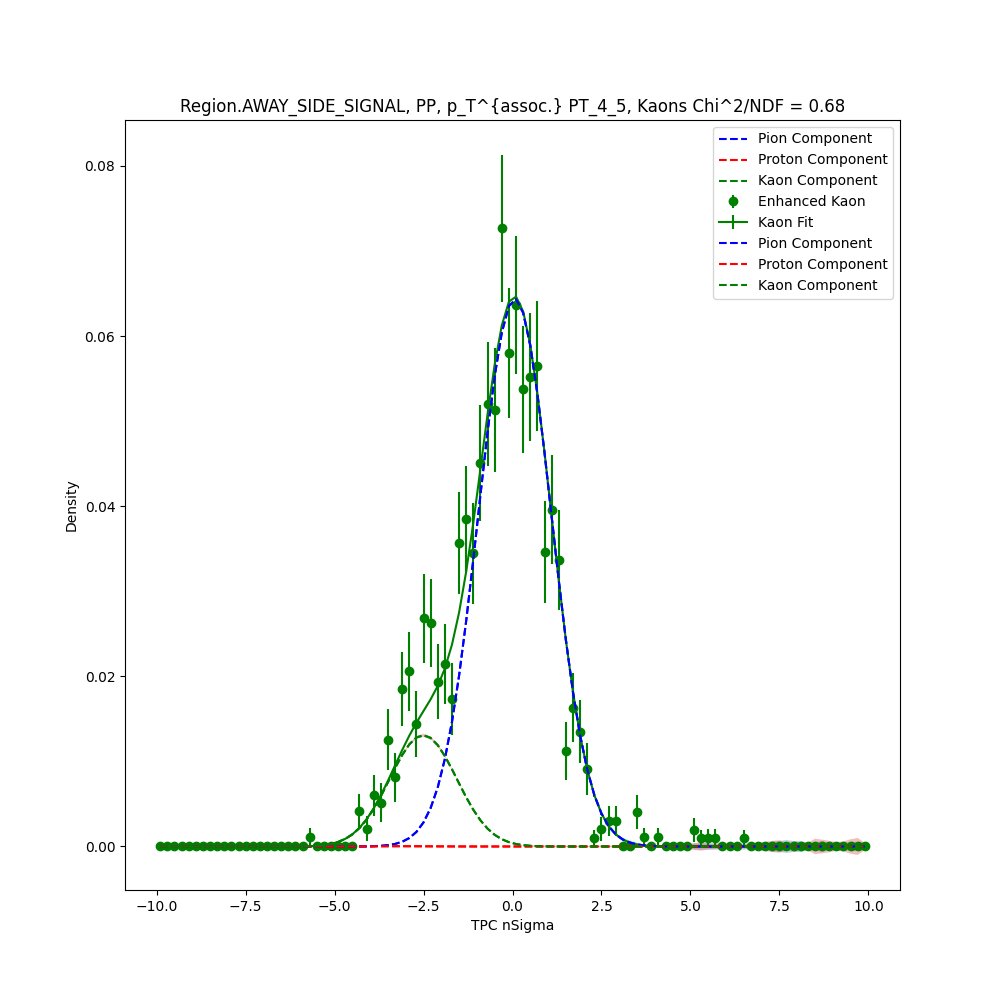 Region.AWAY_SIDE_SIGNAL, PP, p_T^{assoc.} PT_4_5, Kaons Chi^2/NDF = 0.68
Pion Component
Proton Component
Kaon Component
Enhanced Kaon
Kaon Fit
Pion Component
Proton Component
Kaon Component
0.08
0.06
0.04
0.02
0.00
Density
−10.0 −7.5 −5.0 −2.5 0.0 2.5 5.0 7.5 10.0
TPC nSigma